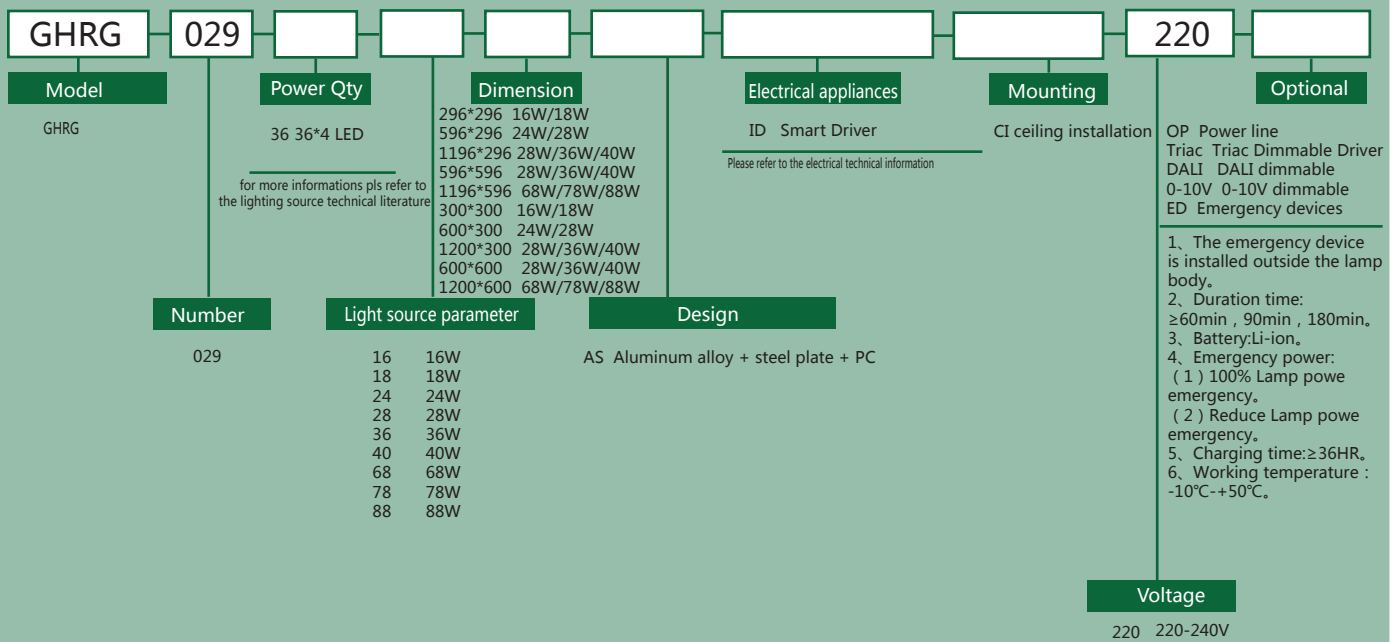 GHRG 029 220
Model
GHRG
Power Qty
36 36*4 LED
for more informations pls refer to
the lighting source technical literature
Dimension
296*296 16W/18W
596*296 24W/28W
1196*296 28W/36W/40W
596*596 28W/36W/40W
1196*596 68W/78W/88W
300*300 16W/18W
600*300 24W/28W
1200*300 28W/36W/40W
600*600 28W/36W/40W
1200*600 68W/78W/88W
Electrical appliances
ID Smart Driver
Please refer to the electrical technical information
Mounting
CI ceiling installation
Optional
OP Power line
Triac Triac Dimmable Driver
DALI DALI dimmable
0-10V 0-10V dimmable
ED Emergency devices
1、The emergency device
is installed outside the lamp
body。
2、Duration time:
≥60min，90min，180min。
3、Battery:Li-ion。
4、Emergency power:
（1）100% Lamp powe
emergency。
（2）Reduce Lamp powe
emergency。
5、Charging time:≥36HR。
6、Working temperature：
-10℃-+50℃。
Number
029
Light source parameter
16 16W
18 18W
24 24W
28 28W
36 36W
40 40W
68 68W
78 78W
88 88W
Design
AS Aluminum alloy + steel plate + PC
Voltage
220 220-240V